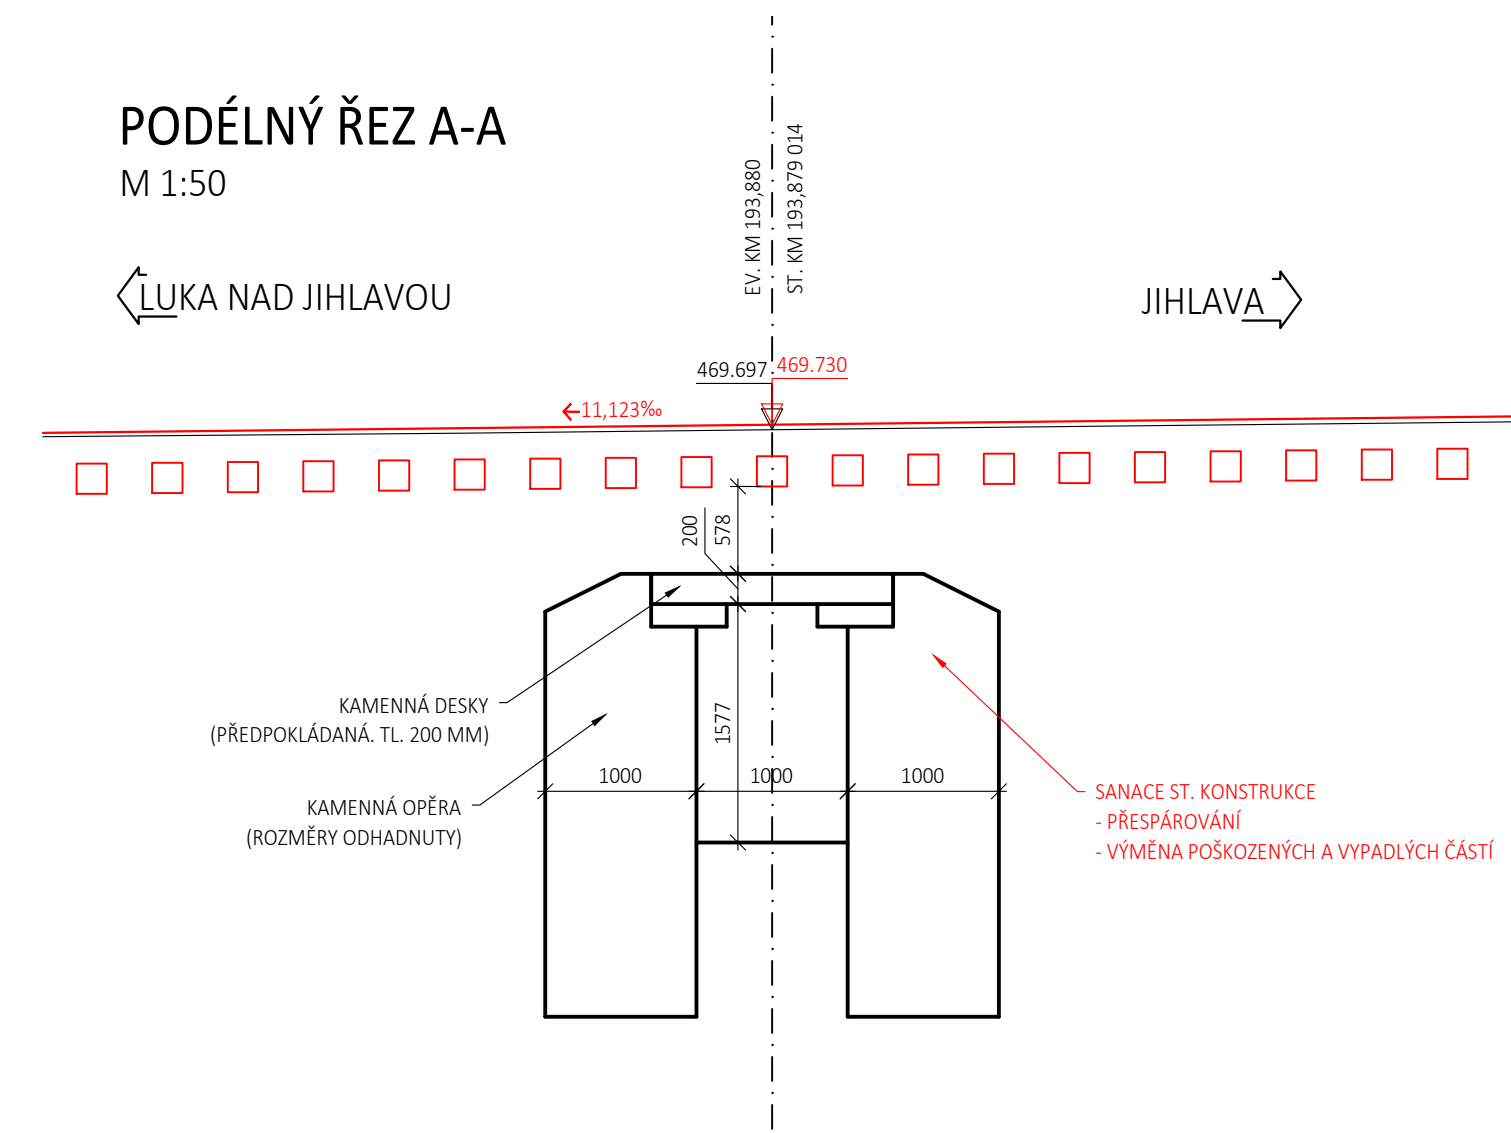 PODÉLNÝ ŘEZ A-A
M 1:50
EV. KM 193,880
ST. KM 193,879 014
LUKA NAD JIHLAVOU
JIHLAVA
469.697
469.730
11,123‰
200
578
KAMENNÁ DESKY
(PŘEDPOKLÁDANÁ. TL. 200 MM)
1577
1000
1000
1000
KAMENNÁ OPĚRA
(ROZMĚRY ODHADNUTY)
SANACE ST. KONSTRUKCE
- PŘESPÁROVÁNÍ
- VÝMĚNA POŠKOZENÝCH A VYPADLÝCH ČÁSTÍ